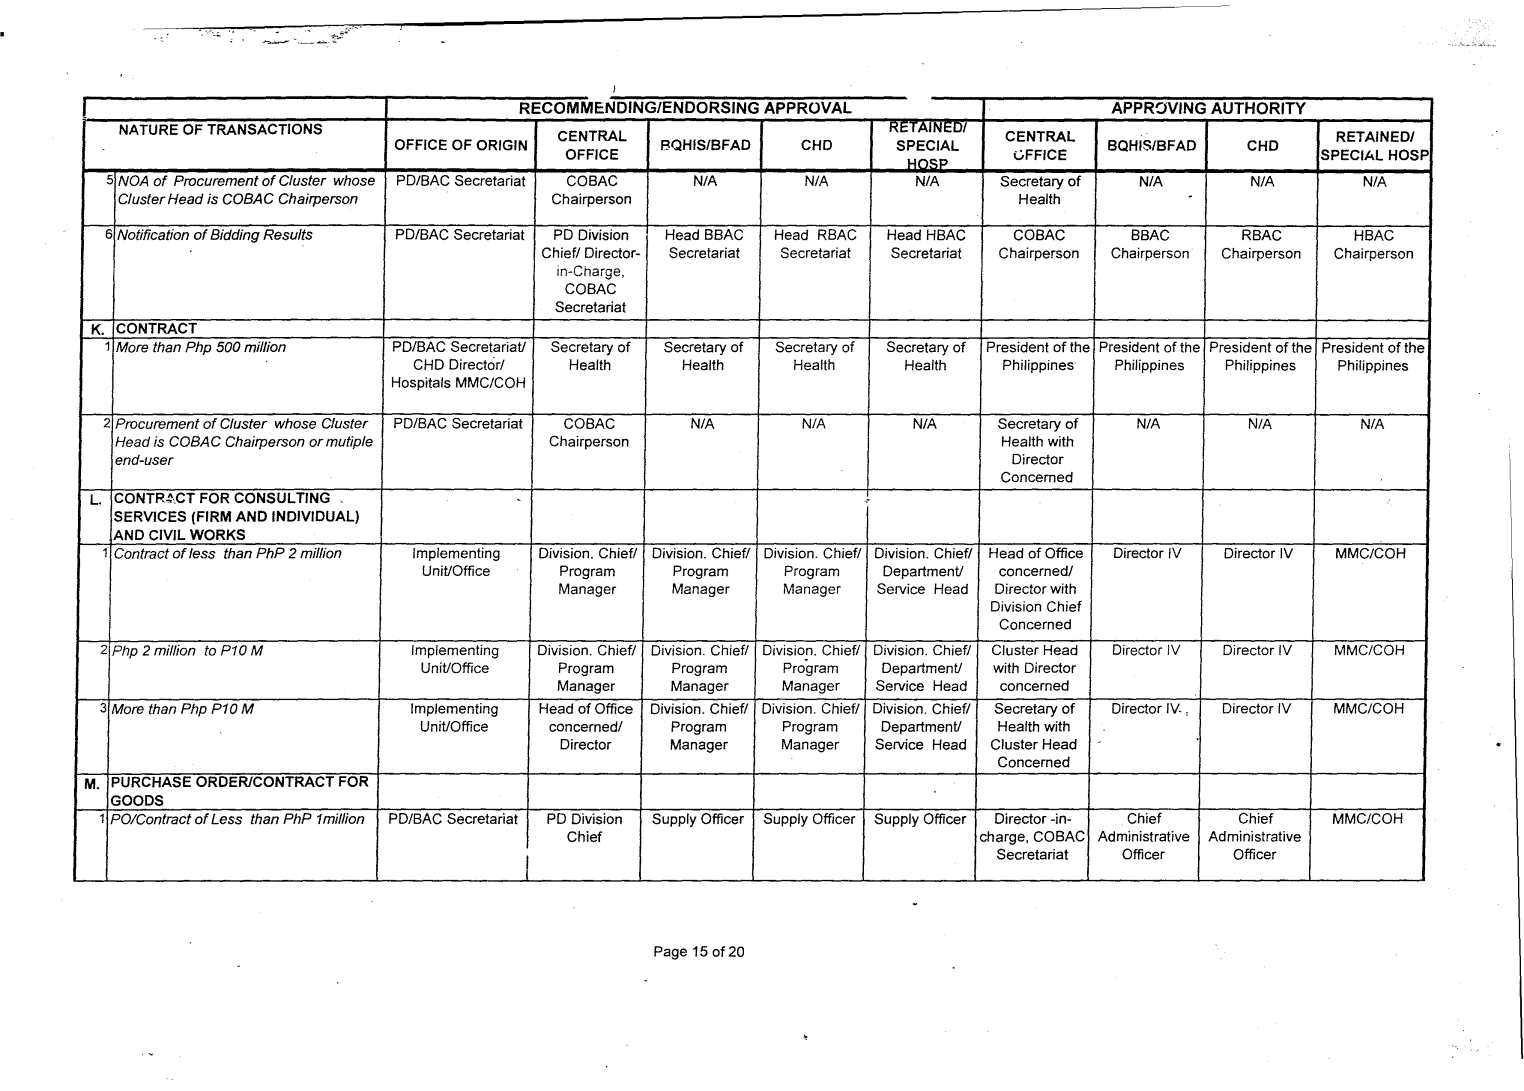 RECOMMENDING/ENDORSING APPROVAL APPROVING AUTHORITY
NATURE OF TRANSACTIONS
OFFICE OF ORIGIN
CENTRAL
OFFICE
BQHIS/BFAD
CHD
RETAINED/
SPECIAL
HOSP
CENTRAL
OFFICE
BQHIS/BFAD
CHD
RETAINED/
SPECIAL HOSP
5 NOA of Procurement of Cluster whose
Cluster Head is COBAC Chairperson
PD/BAC Secretariat
COBAC
Chairperson
N/A
N/A
N/A
Secretary of
Health
N/A
N/A
N/A
6 Notification of Bidding Results
PD/BAC Secretariat
PD Division
Chief/ Director-
in-Charge,
COBAC
Secretariat
Head BBAC
Secretariat
Head RBAC
Secretariat
Head HBAC
Secretariat
COBAC
Chairperson
BBAC
Chairperson
RBAC
Chairperson
HBAC
Chairperson
K. CONTRACT
1 More than Php 500 million
PD/BAC Secretariat/
CHD Director/
Hospitals MMC/COH
Secretary of
Health
Secretary of
Health
Secretary of
Health
Secretary of
Health
President of the
Philippines
President of the
Philippines
President of the
Philippines
President of the
Philippines
2 Procurement of Cluster whose Cluster
Head is COBAC Chairperson or mutiple
end-user
PD/BAC Secretariat
COBAC
Chairperson
N/A
N/A
N/A
Secretary of
Health with
Director
Concerned
N/A
N/A
N/A
L. CONTRACT FOR CONSULTING
SERVICES (FIRM AND INDIVIDUAL)
AND CIVIL WORKS
1 Contract of less than PhP 2 million
Implementing
Unit/Office
Division. Chief/
Program
Manager
Division. Chief/
Program
Manager
Division. Chief/
Program
Manager
Division. Chief/
Department/
Service Head
Head of Office
concerned/
Director with
Division Chief
Concerned
Director IV
Director IV
MMC/COH
2 Php 2 million to P10 M
Implementing
Unit/Office
Division. Chief/
Program
Manager
Division. Chief/
Program
Manager
Division. Chief/
Program
Manager
Division. Chief/
Department/
Service Head
Cluster Head
with Director
concerned
Director IV
Director IV
MMC/COH
3 More than Php P10 M
Implementing
Unit/Office
Head of Office
concerned/
Director
Division. Chief/
Program
Manager
Division. Chief/
Program
Manager
Division. Chief/
Department/
Service Head
Secretary of
Health with
Cluster Head
Concerned
Director IV
Director IV
MMC/COH
M. PURCHASE ORDER/CONTRACT FOR
GOODS
1 PO/Contract of Less than PhP 1million
PD/BAC Secretariat
PD Division
Chief
Supply Officer
Supply Officer
Supply Officer
Director -in-
charge, COBAC
Secretariat
Chief
Administrative
Officer
Chief
Administrative
Officer
MMC/COH
Page 15 of 20